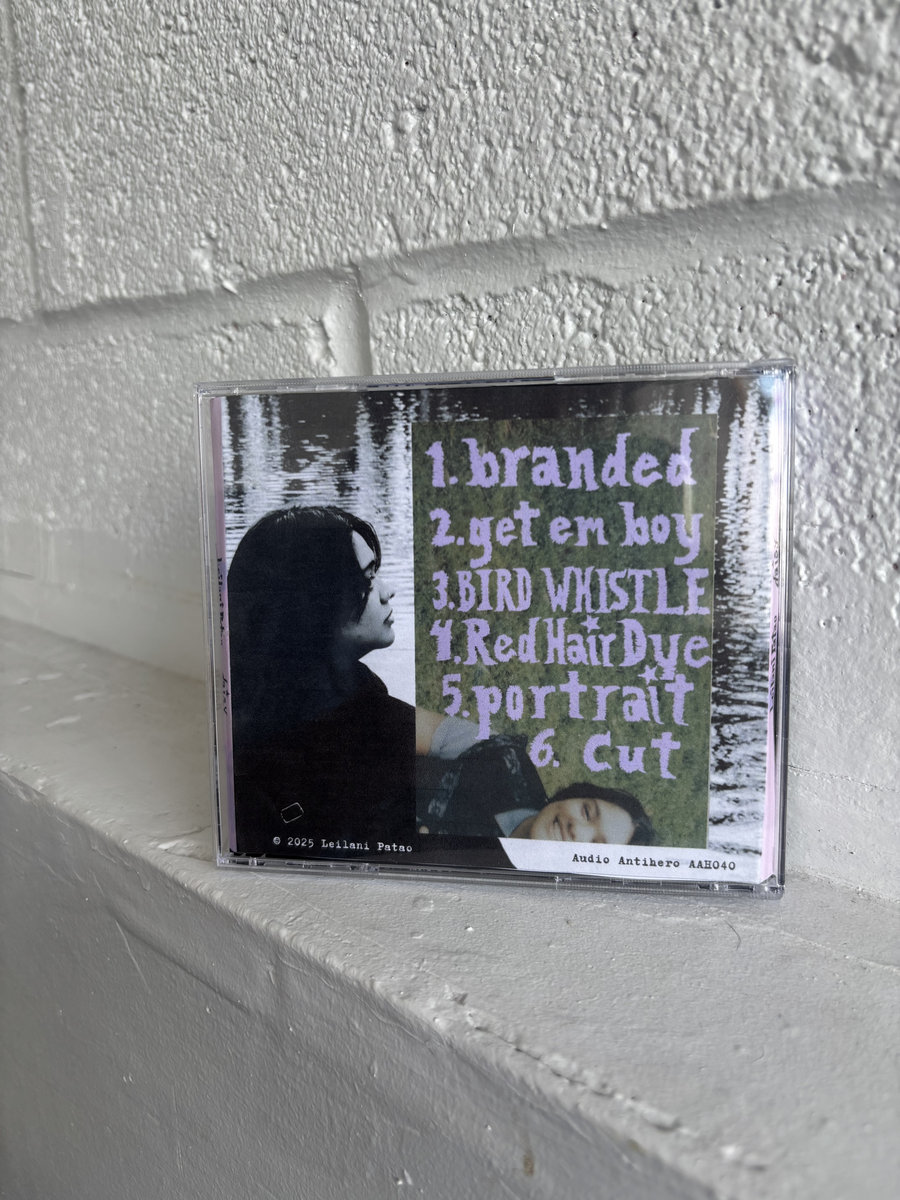 1. branded
2. get em boy
3. BIRD WHISTLE
4. Red Hair Dye
5. portrait
6. Cut
© 2025 Leilani Patao
Audio Antihero AAH040